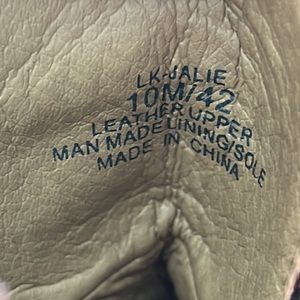 LK-JALIE
10M/42
LEATHER UPPER
MAN MADE LINING/SOLE
MADE IN CHINA